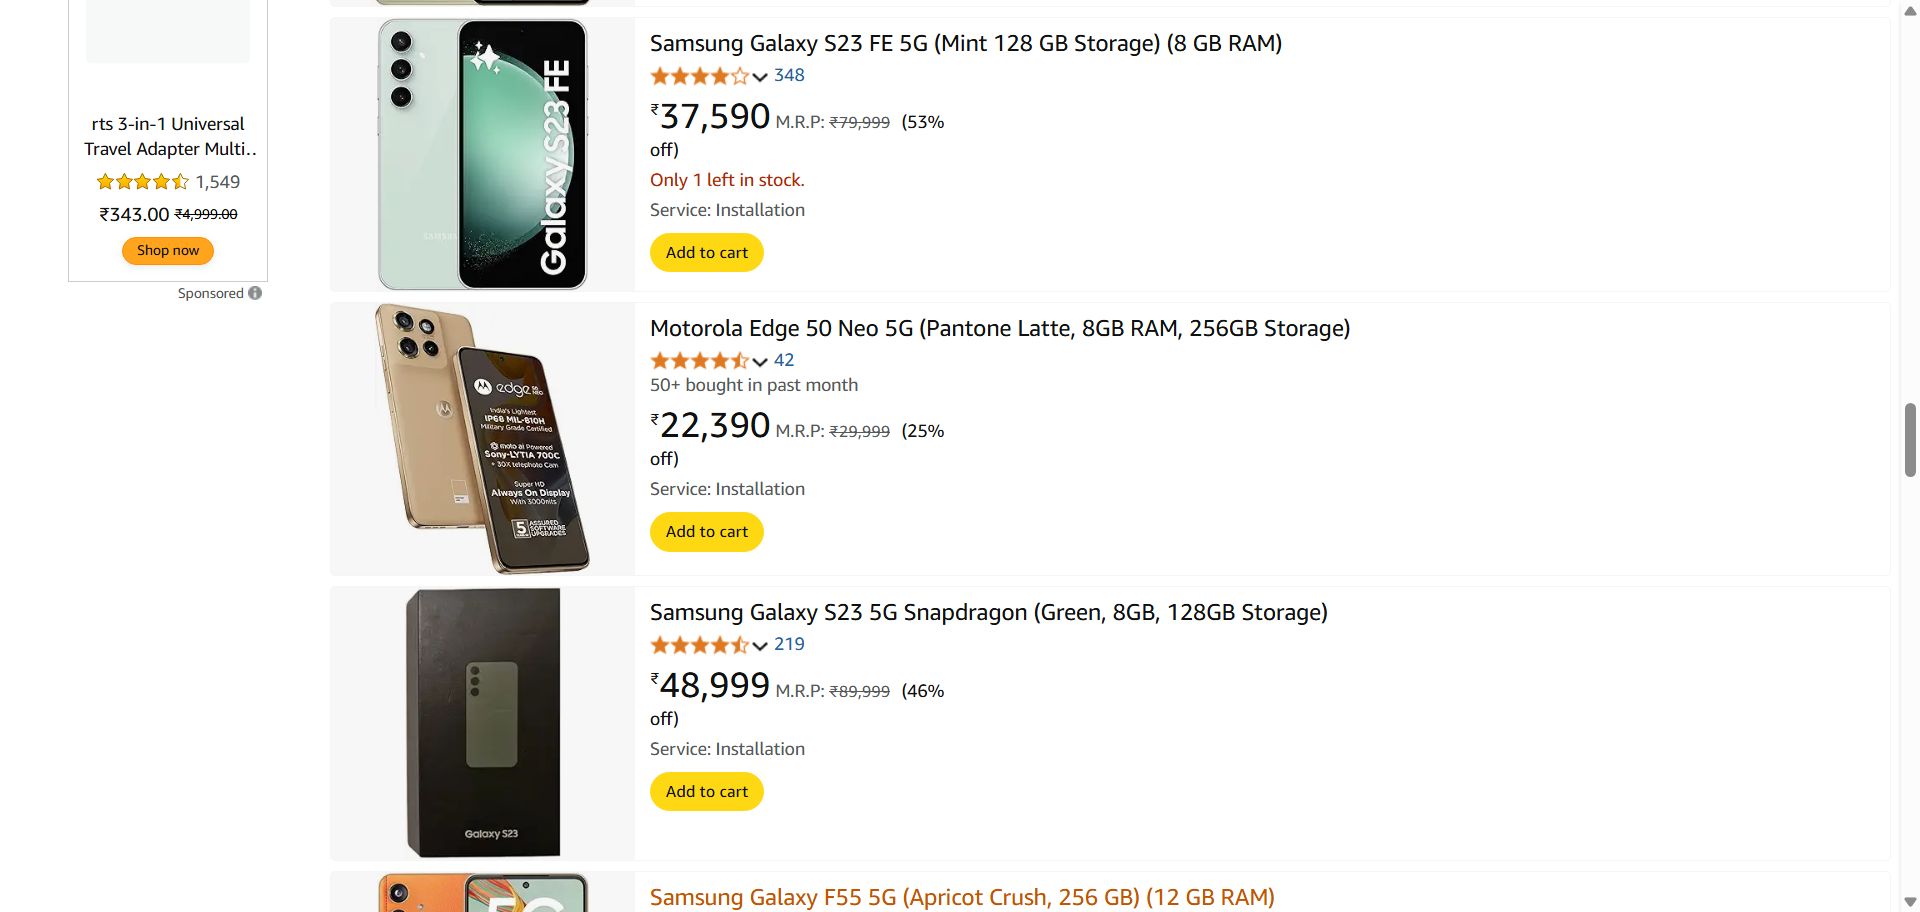 rts 3-in-1 Universal
Travel Adapter Multi..
1,549
₹343.00 ₹4,999.00
Shop now
Sponsored
Galaxy S23 FE
SAMSUNG
Samsung Galaxy S23 FE 5G (Mint 128 GB Storage) (8 GB RAM)
348
₹37,590 M.R.P: ₹79,999 (53%
off)
Only 1 left in stock.
Service: Installation
Add to cart
edge 50 NEO
India's Lightest
IP68 MIL-810H
Military Grade Certified
moto ai Powered
Sony-LYTIA 700C
+ 30X telephoto Cam
Super HD
Always On Display
With 3000nits
5 ASSURED
SOFTWARE
UPGRADES
Motorola Edge 50 Neo 5G (Pantone Latte, 8GB RAM, 256GB Storage)
42
50+ bought in past month
₹22,390 M.R.P: ₹29,999 (25%
off)
Service: Installation
Add to cart
Galaxy S23
Samsung Galaxy S23 5G Snapdragon (Green, 8GB, 128GB Storage)
219
₹48,999 M.R.P: ₹89,999 (46%
off)
Service: Installation
Add to cart
Samsung Galaxy F55 5G (Apricot Crush, 256 GB) (12 GB RAM)